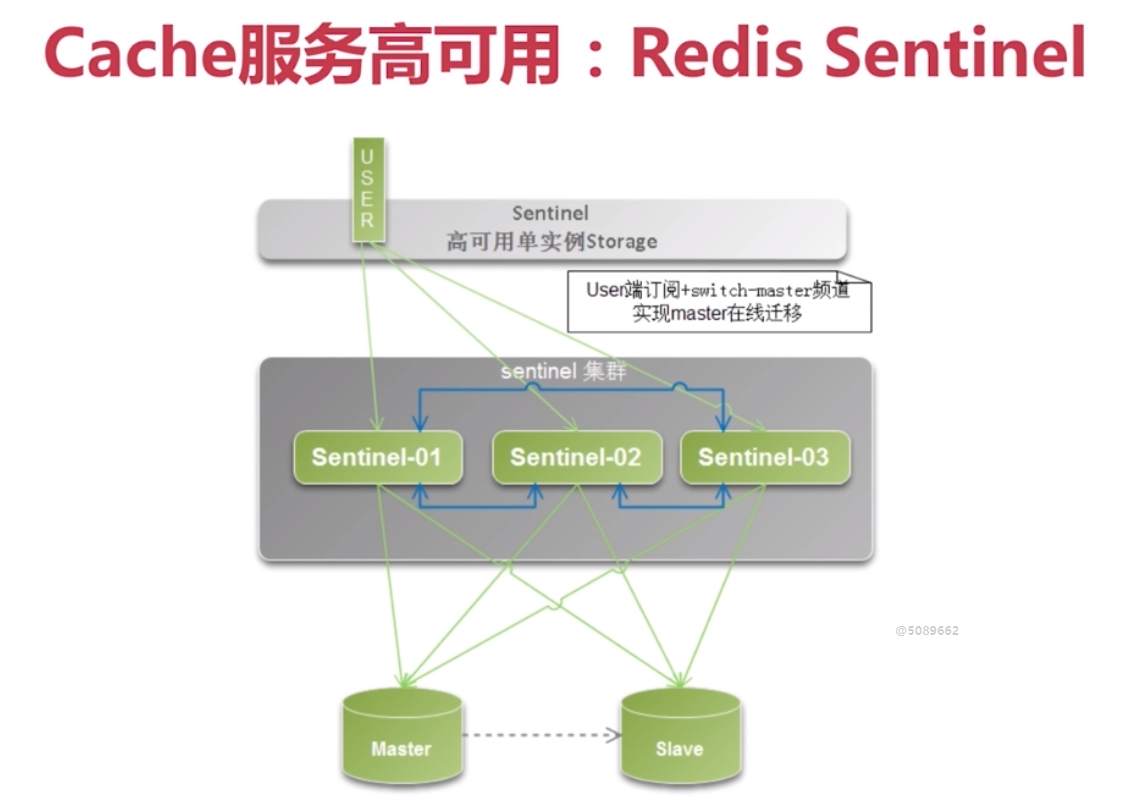 Cache服务高可用：Redis Sentinel
USER
Sentinel
高可用单实例Storage
User端订阅+switch-master频道
实现master在线迁移
sentinel 集群
Sentinel-01
Sentinel-02
Sentinel-03
@5089662
Master
Slave